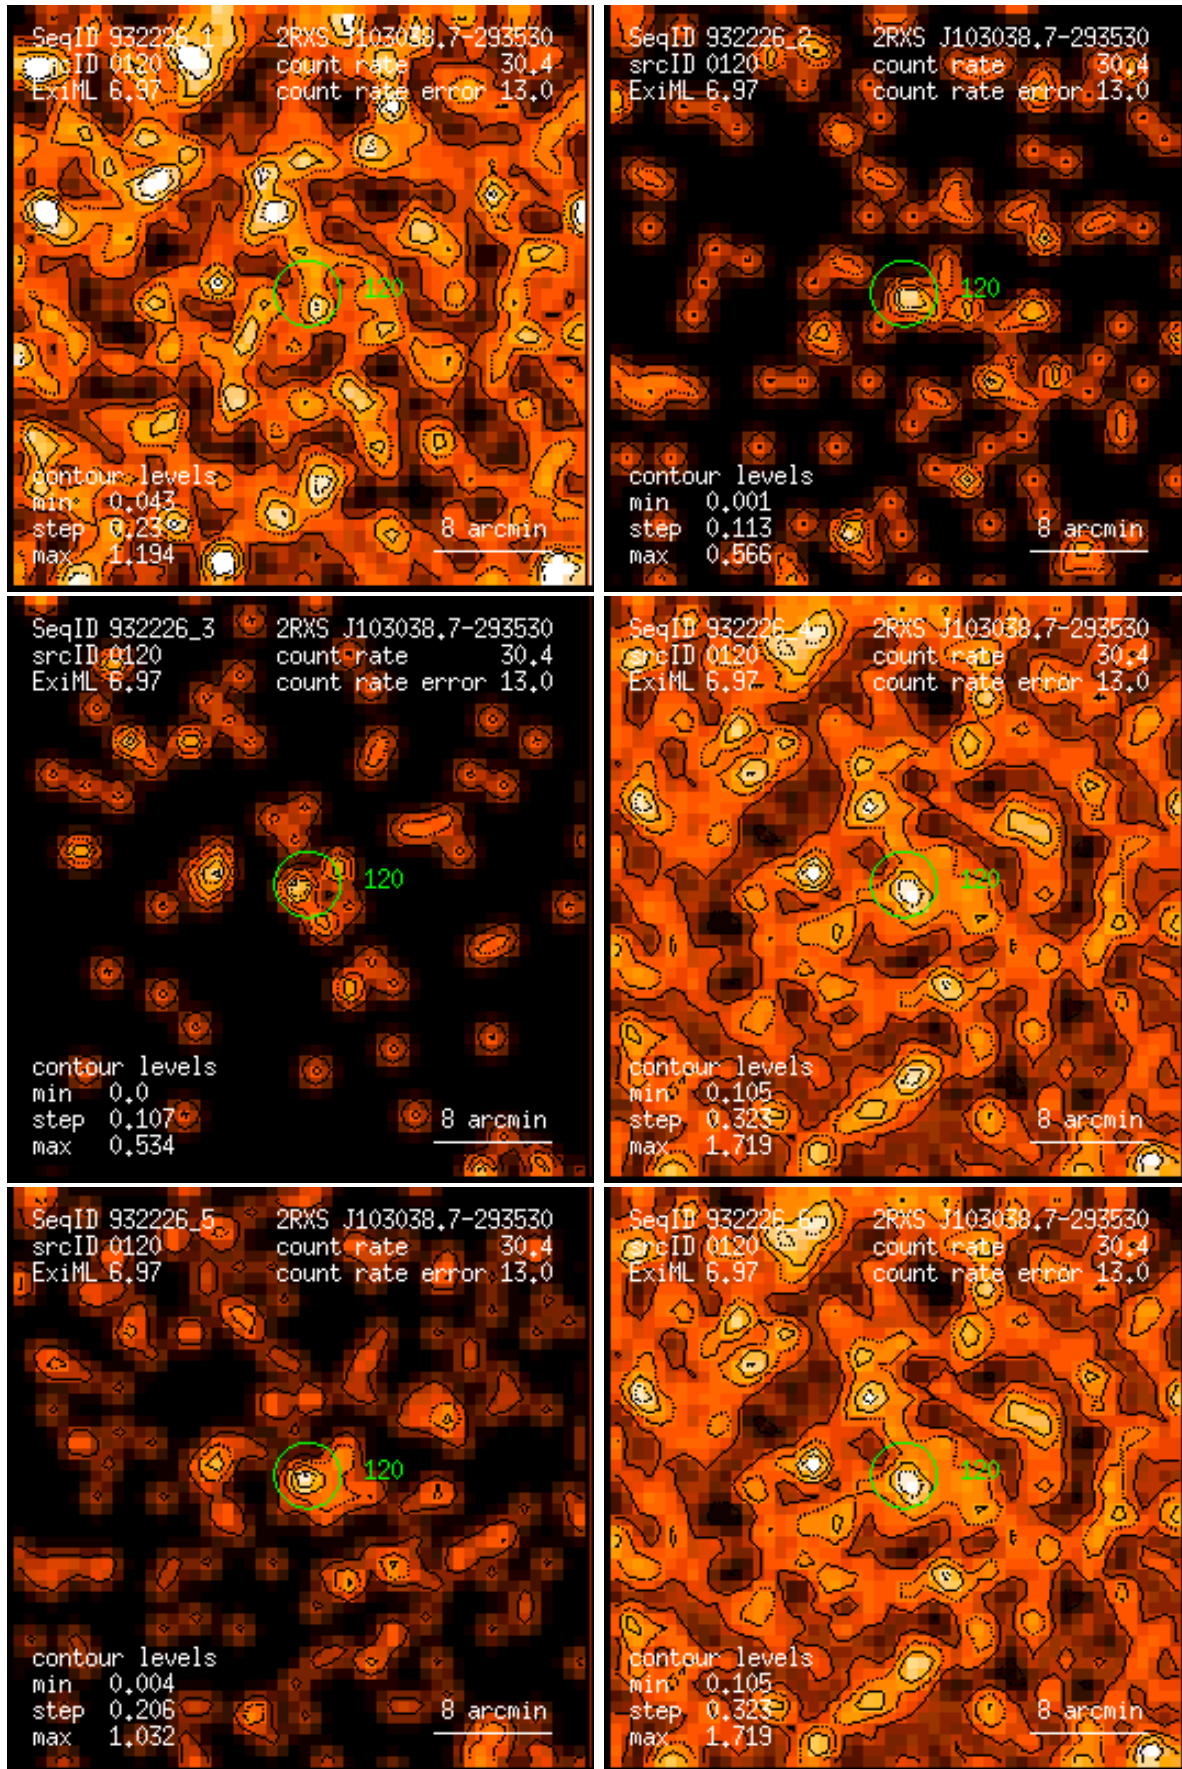 SeqID 932226_1 2RXS J103038.7-293530
srcID 0120 count rate 30.4
ExiML 6.97 count rate error 13.0
120
contour levels
min 0.043
step 0.23
max 1.194
8 arcmin
SeqID 932226_2 2RXS J103038.7-293530
srcID 0120 count rate 30.4
ExiML 6.97 count rate error 13.0
120
contour levels
min 0.001
step 0.113
max 0.566
8 arcmin
SeqID 932226_3 2RXS J103038.7-293530
srcID 0120 count rate 30.4
ExiML 6.97 count rate error 13.0
120
contour levels
min 0.0
step 0.107
max 0.534
8 arcmin
SeqID 932226_4 2RXS J103038.7-293530
srcID 0120 count rate 30.4
ExiML 6.97 count rate error 13.0
120
contour levels
min 0.105
step 0.323
max 1.719
8 arcmin
SeqID 932226_5 2RXS J103038.7-293530
srcID 0120 count rate 30.4
ExiML 6.97 count rate error 13.0
120
contour levels
min 0.004
step 0.206
max 1.032
8 arcmin
SeqID 932226_6 2RXS J103038.7-293530
srcID 0120 count rate 30.4
ExiML 6.97 count rate error 13.0
120
contour levels
min 0.105
step 0.323
max 1.719
8 arcmin